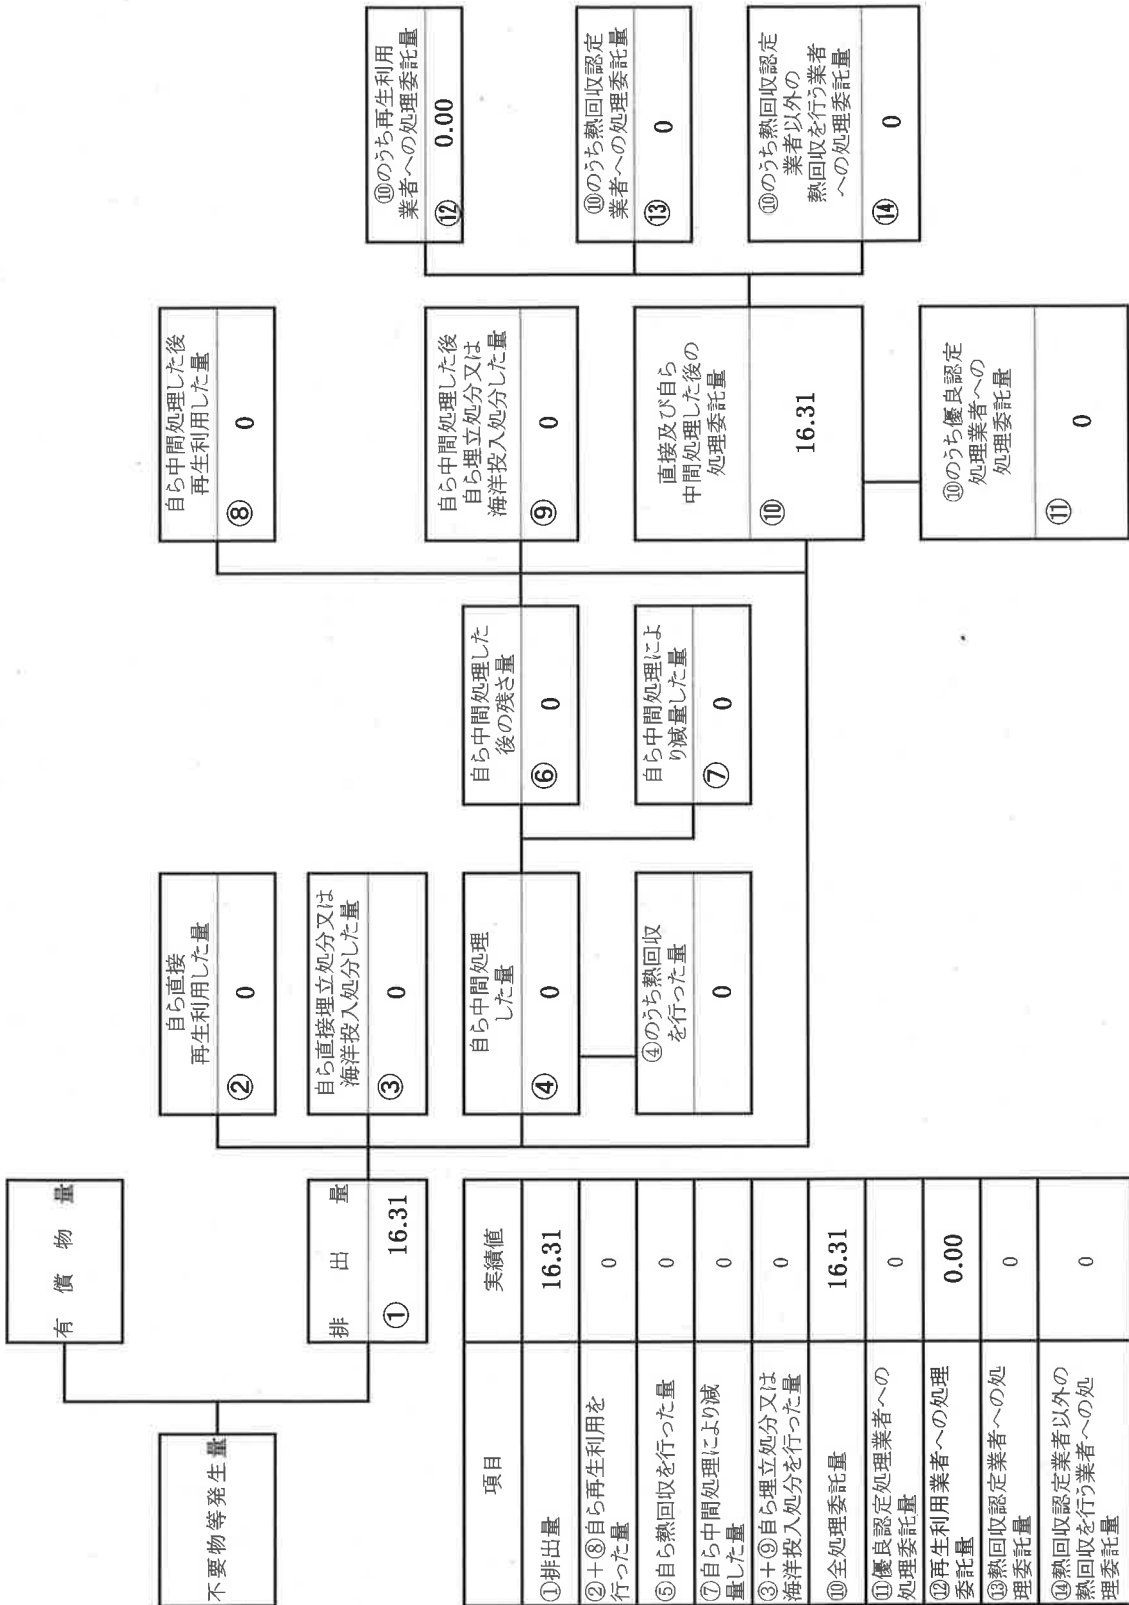 不要物等発生量
有償物量
排出量
① 16.31
自ら直接
再生利用した量
② 0
自ら直接埋立処分又は
海洋投入処分した量
③ 0
自ら中間処理
した量
④ 0
④のうち熱回収
を行った量
0
自ら中間処理した
後の残さ量
⑥ 0
自ら中間処理によ
り減量した量
⑦ 0
自ら中間処理した後
再生利用した量
⑧ 0
自ら中間処理した後
自ら埋立処分又は
海洋投入処分した量
⑨ 0
直接及び自ら
中間処理した後の
処理委託量
⑩ 16.31
⑩のうち優良認定
処理業者への
処理委託量
⑪ 0
⑩のうち再生利用
業者への処理委託量
⑫ 0.00
⑩のうち熱回収認定
業者への処理委託量
⑬ 0
⑩のうち熱回収認定
業者以外の
熱回収を行う業者
への処理委託量
⑭ 0
項目 実績値
①排出量 16.31
②+⑧自ら再生利用を
行った量 0
⑤自ら熱回収を行った量 0
⑦自ら中間処理により減
量した量 0
③+⑨自ら埋立処分又は
海洋投入処分を行った量 0
⑩全処理委託量 16.31
⑪優良認定処理業者への
処理委託量 0
⑫再生利用業者への処理
委託量 0.00
⑬熱回収認定業者への処
理委託量 0
⑭熱回収認定業者以外の
熱回収を行う業者への処
理委託量 0